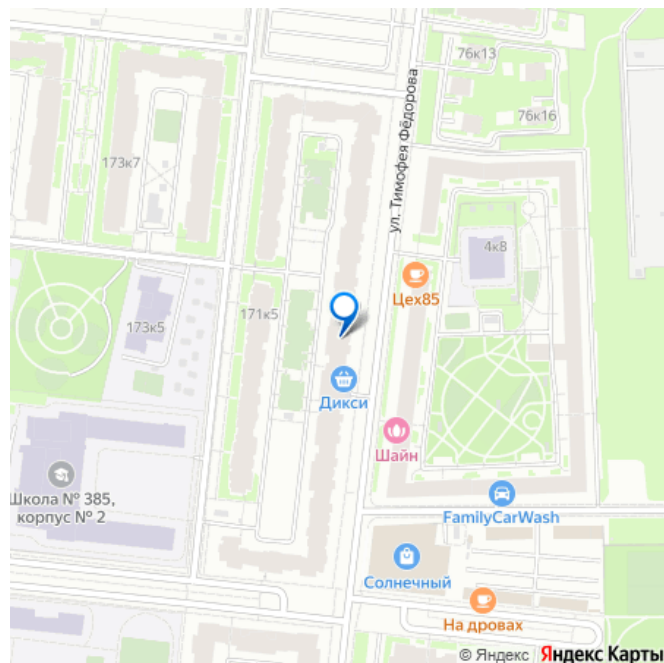 76к13
ул. Тимофея Фёдорова
76к16
173к7
4к8
Цех85
173к5
171к5
Дикси
Шайн
Школа № 385,
корпус № 2
FamilyCarWash
Солнечный
На дровах
© Яндекс Яндекс Карты